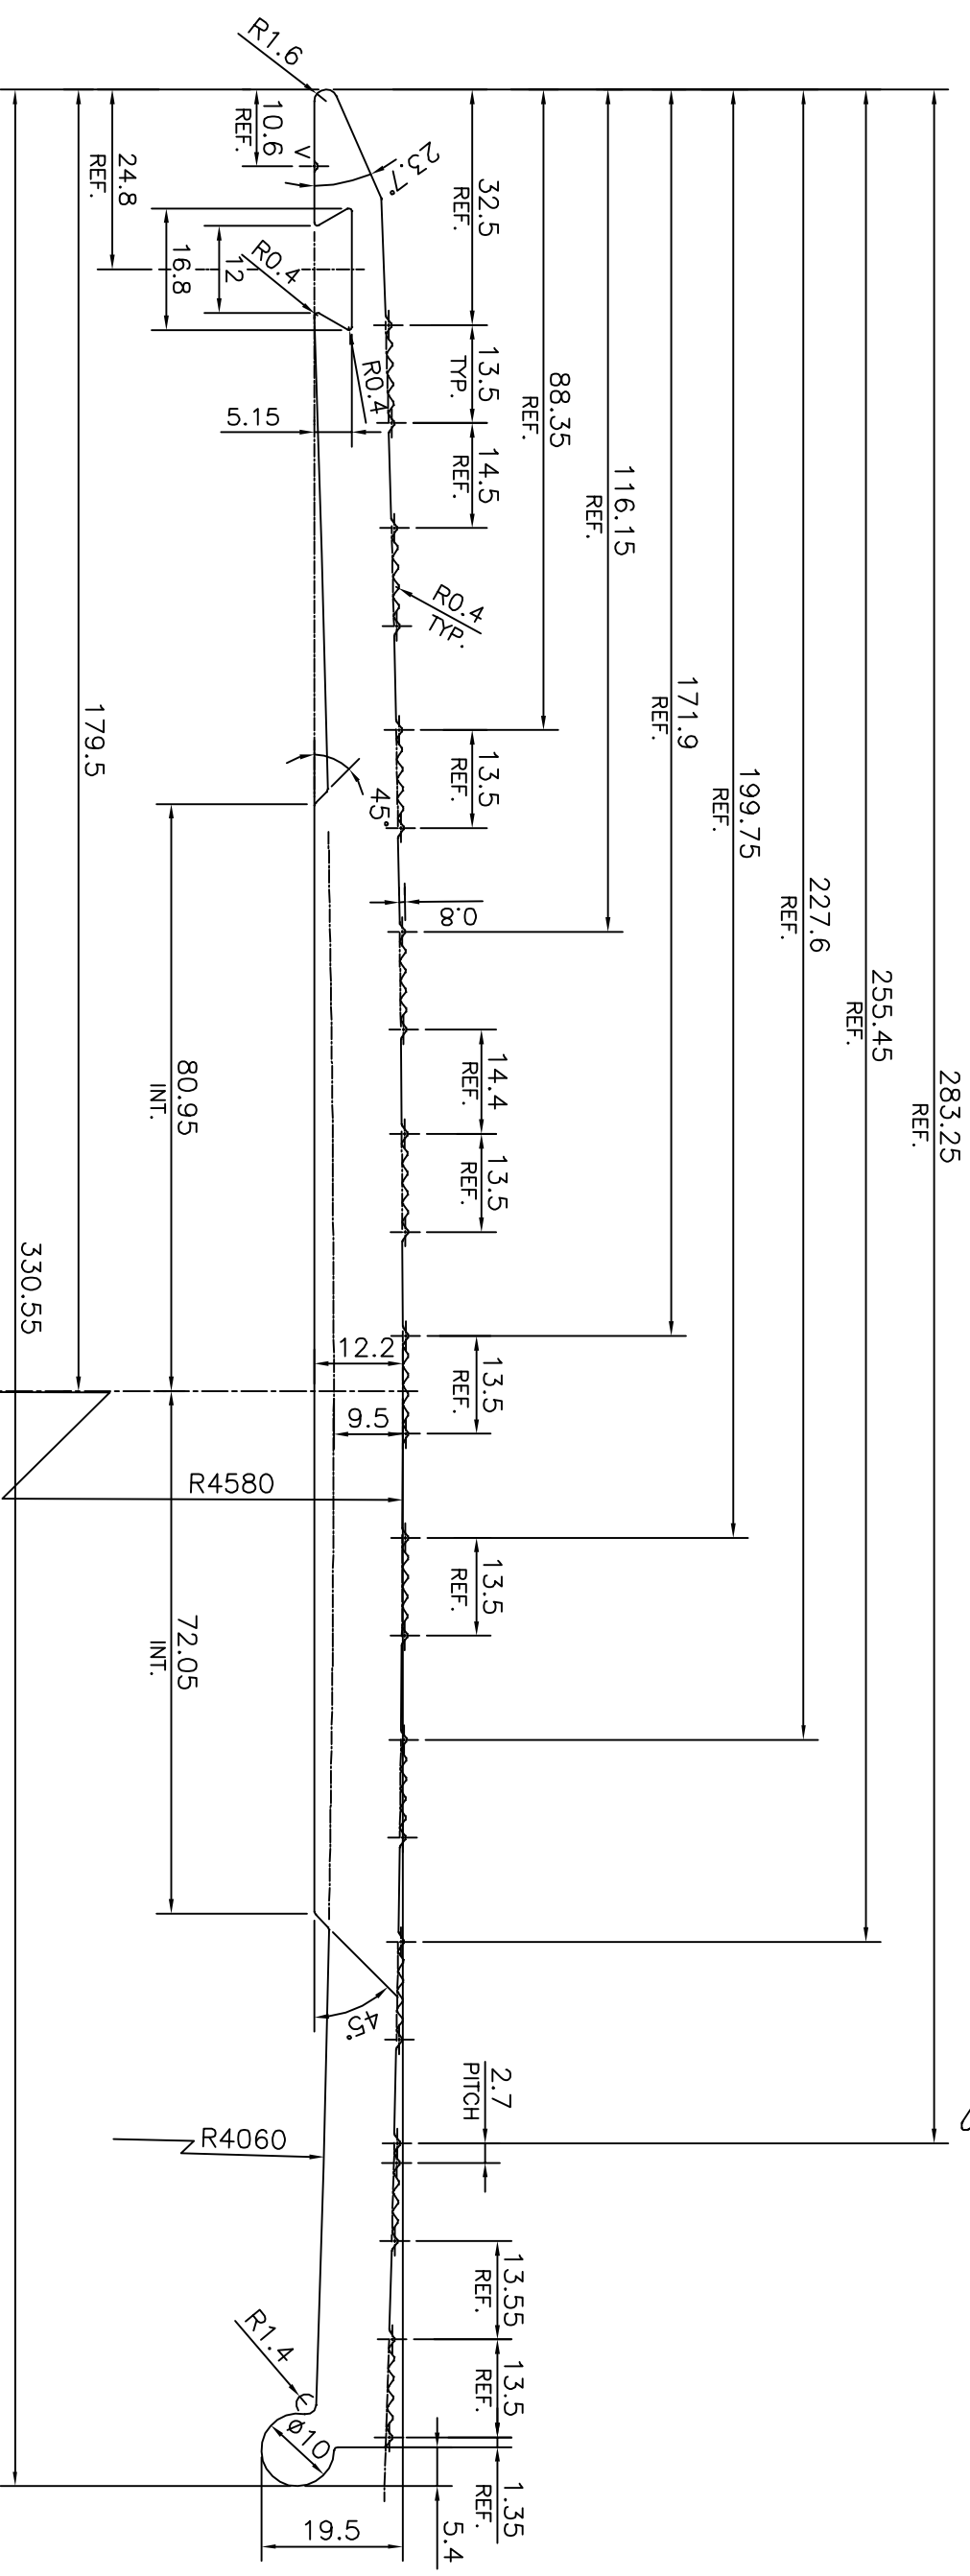 R1.6
10.6
REF.
V
24.8
REF.
23.7°
32.5
REF.
R0.4
12
16.8
R0.4
5.15
13.5
TYP.
14.5
REF.
88.35
REF.
116.15
REF.
R0.4
TYP.
171.9
REF.
199.75
REF.
227.6
REF.
255.45
REF.
283.25
REF.
179.5
13.5
REF.
45°
0.8
80.95
INT.
14.4
REF.
13.5
REF.
330.55
12.2
9.5
13.5
REF.
R4580
13.5
REF.
72.05
INT.
45°
2.7
PITCH
R4060
13.55
REF.
13.5
REF.
R1.4
ϕ10
1.35
REF.
19.5
5.4